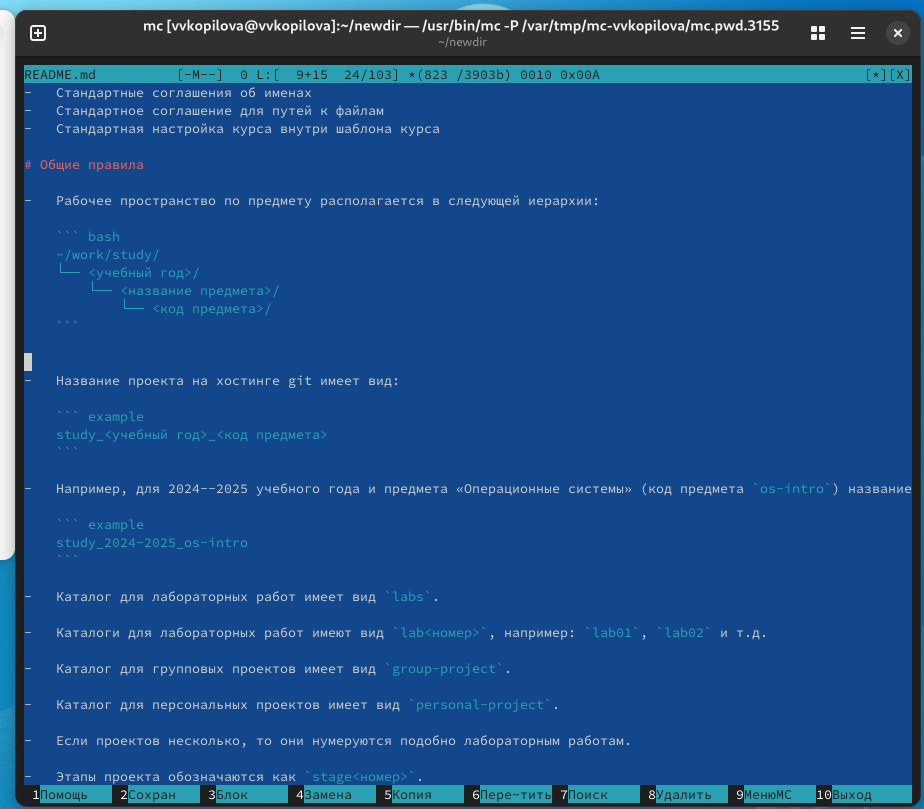 mc [vvkopilova@vvkopilova]:~/newdir — /usr/bin/mc -P /var/tmp/mc-vvkopilova/mc.pwd.3155
~/newdir
README.md [-M--] 0 L:[ 9+15 24/103] *(823 /3903b) 0010 0x00A [*][X]
- Стандартные соглашения об именах
- Стандартное соглашение для путей к файлам
- Стандартная настройка курса внутри шаблона курса
# Общие правила
- Рабочее пространство по предмету располагается в следующей иерархии:
``` bash
~/work/study/
└── <учебный год>/
└── <название предмета>/
└── <код предмета>/
```
- Название проекта на хостинге git имеет вид:
``` example
study_<учебный год>_<код предмета>
```
- Например, для 2024--2025 учебного года и предмета «Операционные системы» (код предмета `os-intro`) название
``` example
study_2024-2025_os-intro
```
- Каталог для лабораторных работ имеет вид `labs`.
- Каталоги для лабораторных работ имеют вид `lab<номер>`, например: `lab01`, `lab02` и т.д.
- Каталог для групповых проектов имеет вид `group-project`.
- Каталог для персональных проектов имеет вид `personal-project`.
- Если проектов несколько, то они нумеруются подобно лабораторным работам.
- Этапы проекта обозначаются как `stage<номер>`.
1Помощь 2Сохран 3Блок 4Замена 5Копия 6Пере~тить 7Поиск 8Удалить 9МенюMC 10Выход